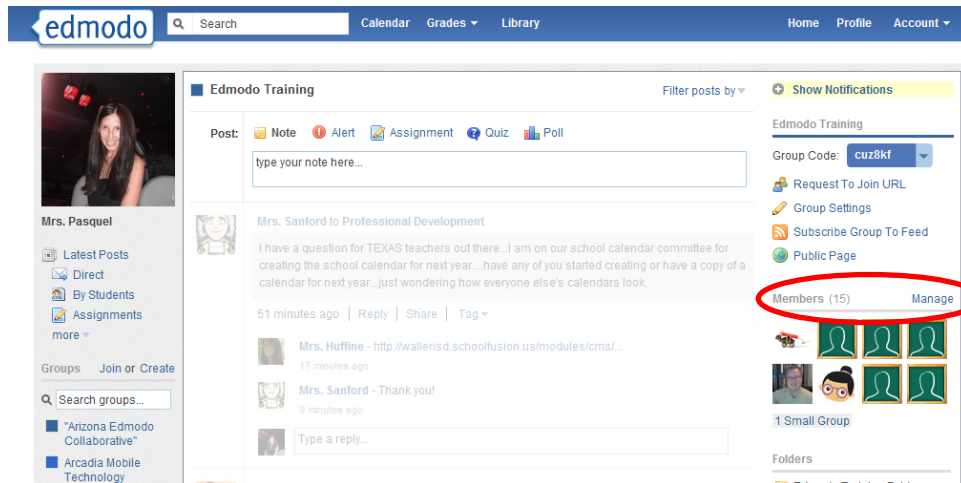 edmodo
Search
Calendar Grades Library
Home Profile Account
Mrs. Pasquel
Latest Posts
Direct
By Students
Assignments
more
Groups Join or Create
Search groups...
"Arizona Edmodo
Collaborative"
Arcadia Mobile
Technology
Edmodo Training
Filter posts by
Post: Note Alert Assignment Quiz Poll
type your note here...
Mrs. Sanford to Professional Development
I have a question for TEXAS teachers out there...I am on our school calendar committee for
creating the school calendar for next year....have any of you started creating or have a copy of a
calendar for next year...just wondering how everyone else's calendars look.
51 minutes ago | Reply | Share | Tag
Mrs. Huffine - http://wallerisd.schoolfusion.us/modules/cms/...
17 minutes ago
Mrs. Sanford - Thank you!
9 minutes ago
Type a reply...
Show Notifications
Edmodo Training
Group Code: cuz8kf
Request To Join URL
Group Settings
Subscribe Group To Feed
Public Page
Members (15) Manage
1 Small Group
Folders